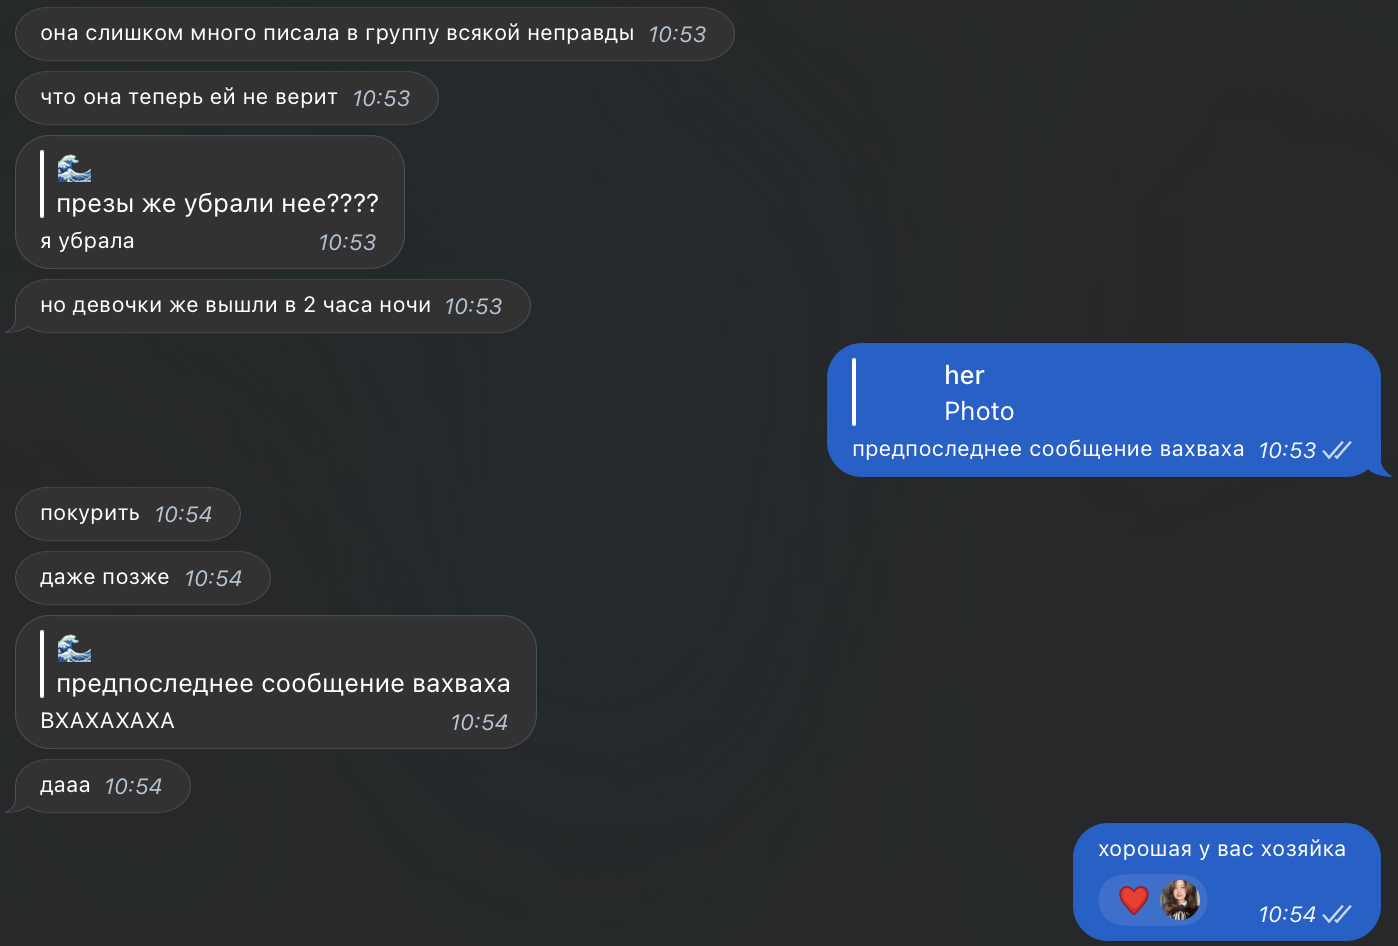 она слишком много писала в группу всякой неправды 10:53
что она теперь ей не верит 10:53
🌊
презы же убрали нее????
я убрала 10:53
но девочки же вышли в 2 часа ночи 10:53
her
Photo
предпоследнее сообщение вахваха 10:53
покурить 10:54
даже позже 10:54
🌊
предпоследнее сообщение вахваха
ВХАХАХАХА 10:54
дааа 10:54
хорошая у вас хозяйка
❤️ 10:54